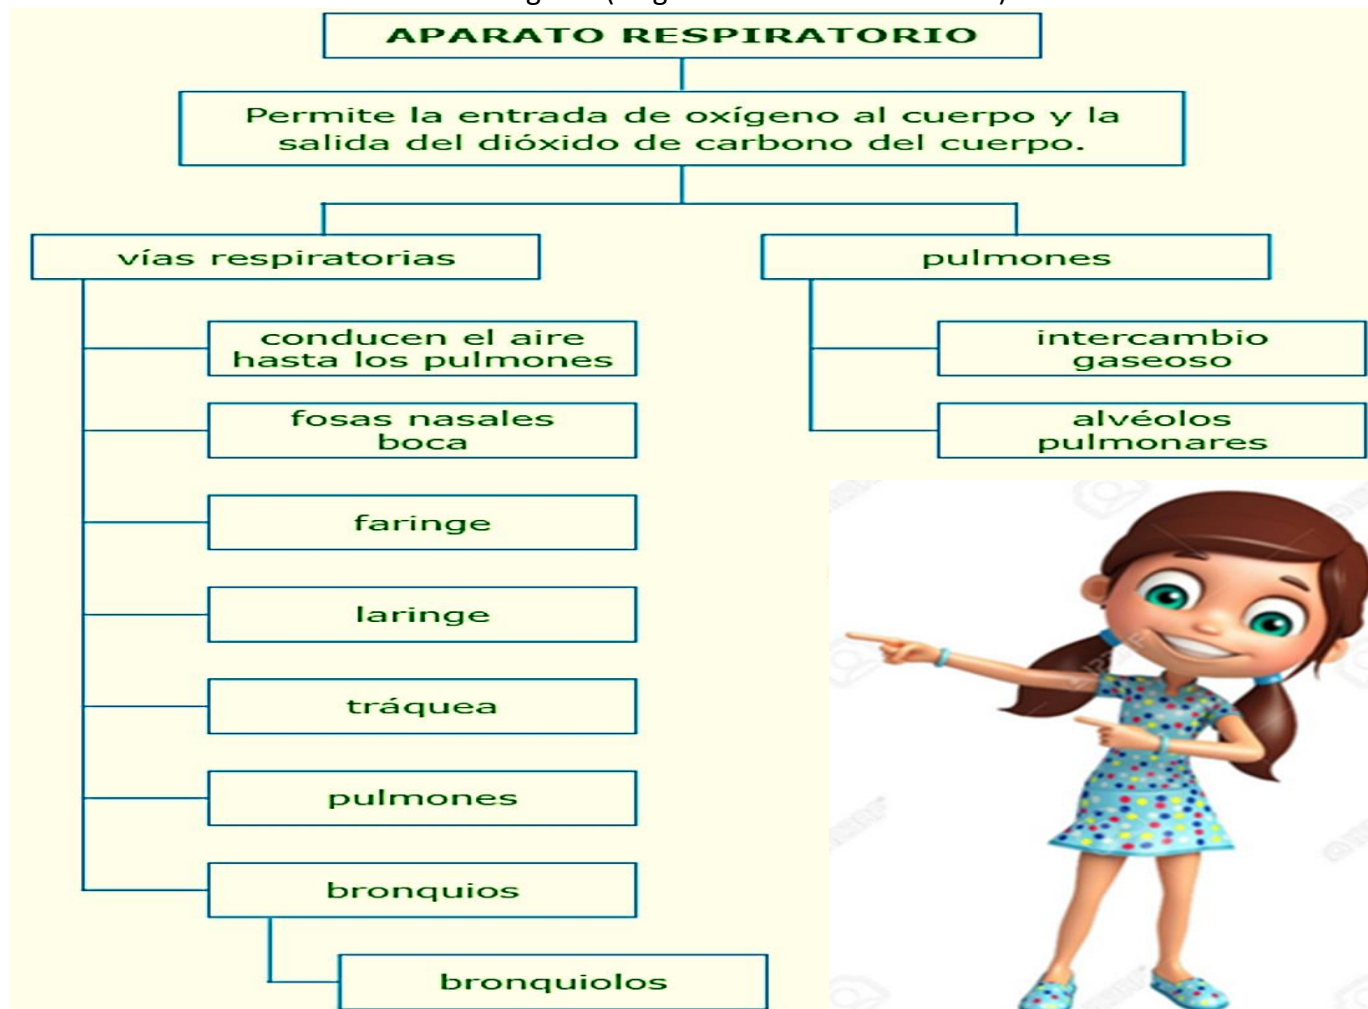 APARATO RESPIRATORIO
Permite la entrada de oxígeno al cuerpo y la
salida del dióxido de carbono del cuerpo.
vías respiratorias
conducen el aire
hasta los pulmones
fosas nasales
boca
faringe
laringe
tráquea
pulmones
bronquios
bronquiolos
pulmones
intercambio
gaseoso
alvéolos
pulmonares